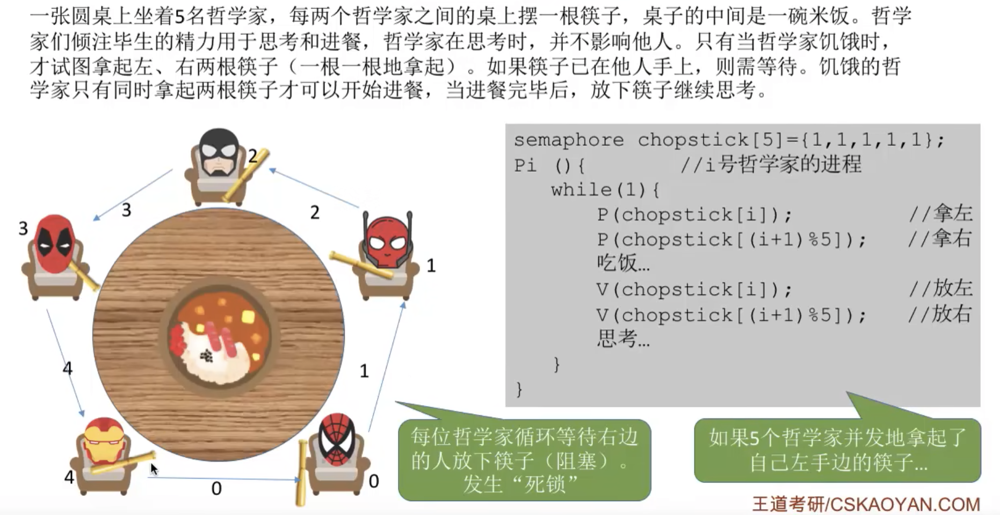 一张圆桌上坐着5名哲学家，每两个哲学家之间的桌上摆一根筷子，桌子的中间是一碗米饭。哲学
家们倾注毕生的精力用于思考和进餐，哲学家在思考时，并不影响他人。只有当哲学家饥饿时，
才试图拿起左、右两根筷子（一根一根地拿起）。如果筷子已在他人手上，则需等待。饥饿的哲
学家只有同时拿起两根筷子才可以开始进餐，当进餐完毕后，放下筷子继续思考。
2
3
2
3
1
4
1
4
0
0
semaphore chopstick[5]={1,1,1,1,1};
Pi (){ //i号哲学家的进程
while(1){
P(chopstick[i]); //拿左
P(chopstick[(i+1)%5]); //拿右
吃饭…
V(chopstick[i]); //放左
V(chopstick[(i+1)%5]); //放右
思考…
}
}
每位哲学家循环等待右边
的人放下筷子（阻塞）。
发生“死锁”
如果5个哲学家并发地拿起了
自己左手边的筷子…
王道考研/CSKAOYAN.COM